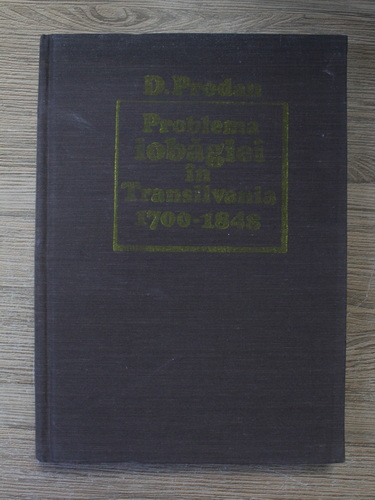 D. Prodan
Problema
iobăgiei
în
Transilvania
1700-1848